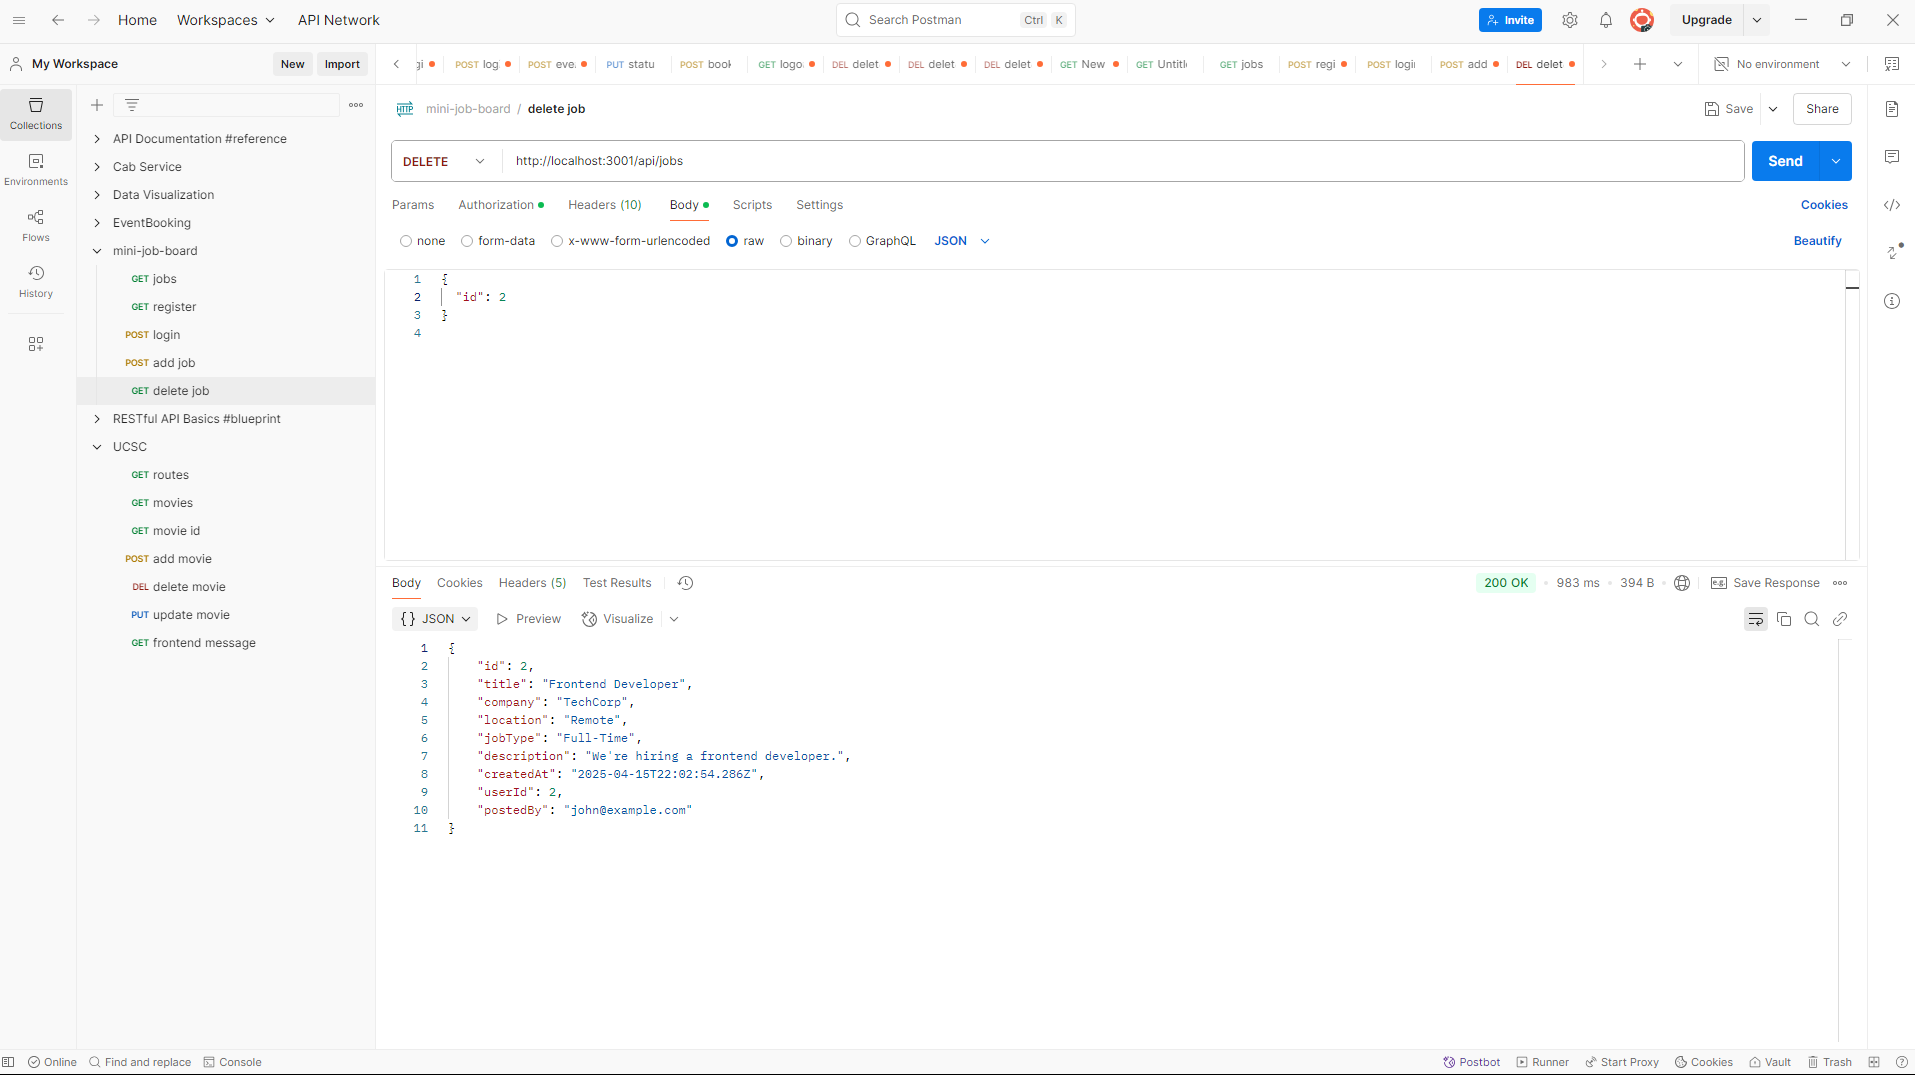 Home Workspaces API Network Search Postman Ctrl K Invite Upgrade
My Workspace New Import
gi POST log POST eve. PUT statu POST book GET logo. DEL delet DEL delet DEL delet GET New GET Untitl GET jobs POST regi POST logi POST add DEL delet No environment
Collections
Environments
Flows
History
API Documentation #reference
Cab Service
Data Visualization
EventBooking
mini-job-board
GET jobs
GET register
POST login
POST add job
GET delete job
RESTful API Basics #blueprint
UCSC
GET routes
GET movies
GET movie id
POST add movie
DEL delete movie
PUT update movie
GET frontend message
HTTP mini-job-board / delete job Save Share
DELETE http://localhost:3001/api/jobs Send
Params Authorization Headers (10) Body Scripts Settings Cookies
none form-data x-www-form-urlencoded raw binary GraphQL JSON Beautify
1 {
2 "id": 2
3 }
4
Body Cookies Headers (5) Test Results 200 OK 983 ms 394 B e.g. Save Response
{} JSON Preview Visualize
1 {
2 "id": 2,
3 "title": "Frontend Developer",
4 "company": "TechCorp",
5 "location": "Remote",
6 "jobType": "Full-Time",
7 "description": "We're hiring a frontend developer.",
8 "createdAt": "2025-04-15T22:02:54.286Z",
9 "userId": 2,
10 "postedBy": "john@example.com"
11 }
Online Find and replace Console Postbot Runner Start Proxy Cookies Vault Trash